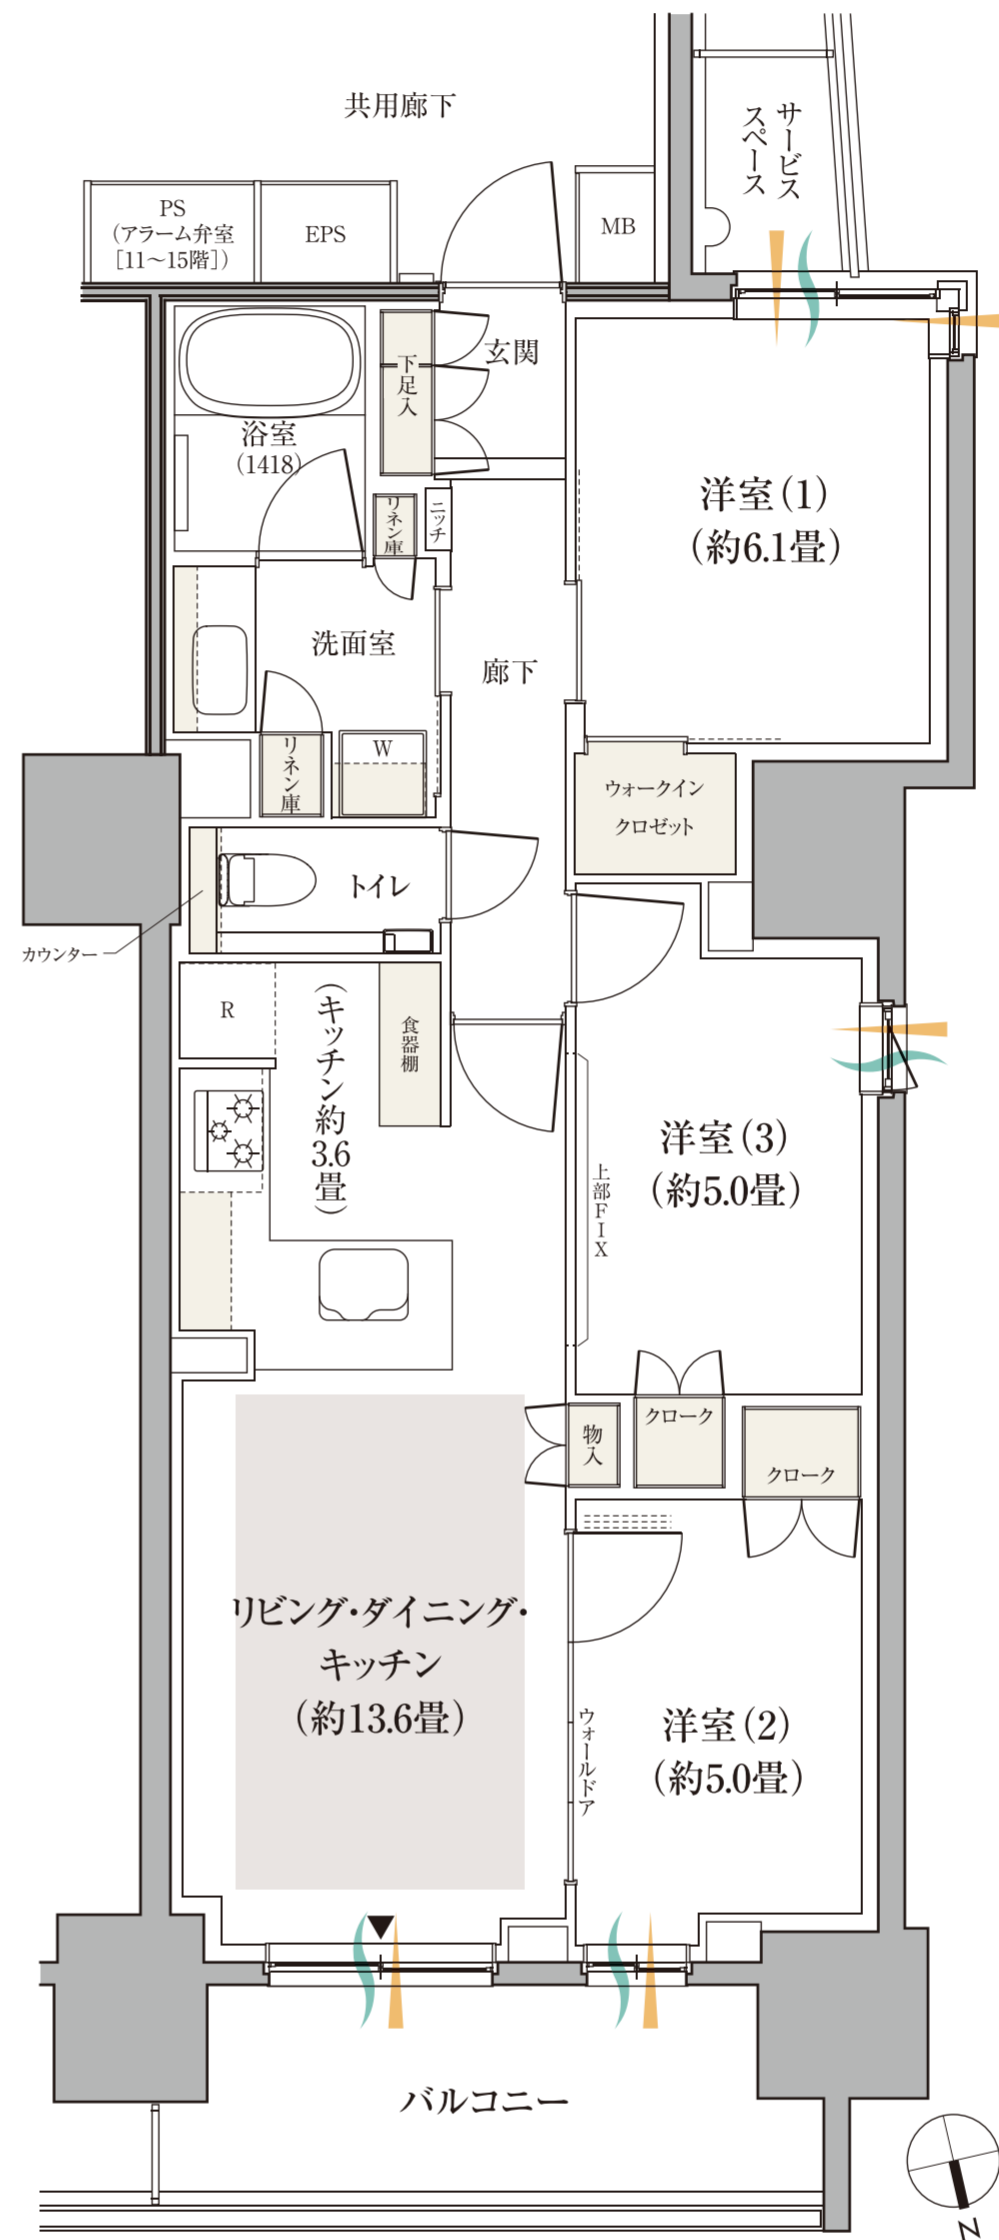 共用廊下
サービス
スペース
PS
(アラーム弁室
[11〜15階])
EPS
MB
玄関
下足入
浴室
(1418)
リネン庫
ニッチ
洋室(1)
(約6.1畳)
洗面室
廊下
リネン庫
W
ウォークイン
クロゼット
トイレ
カウンター
R
(キッチン約3.6畳)
食器棚
洋室(3)
(約5.0畳)
上部FIX
物入
クローク
クローク
リビング・ダイニング・
キッチン
(約13.6畳)
ウォールドア
洋室(2)
(約5.0畳)
バルコニー
N